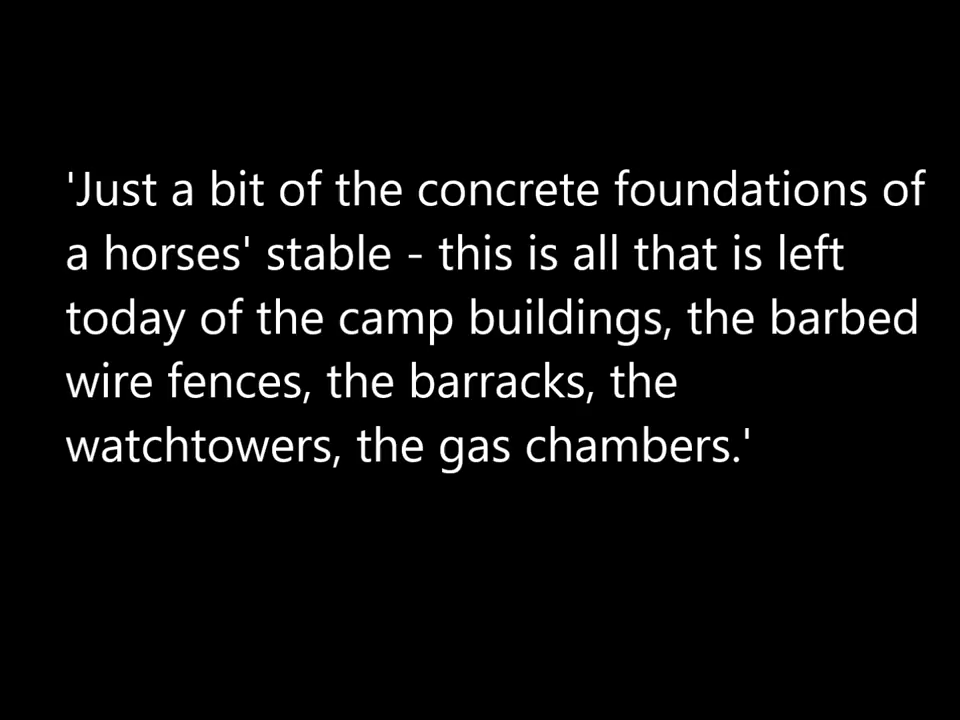 'Just a bit of the concrete foundations of
a horses' stable - this is all that is left
today of the camp buildings, the barbed
wire fences, the barracks, the
watchtowers, the gas chambers.'